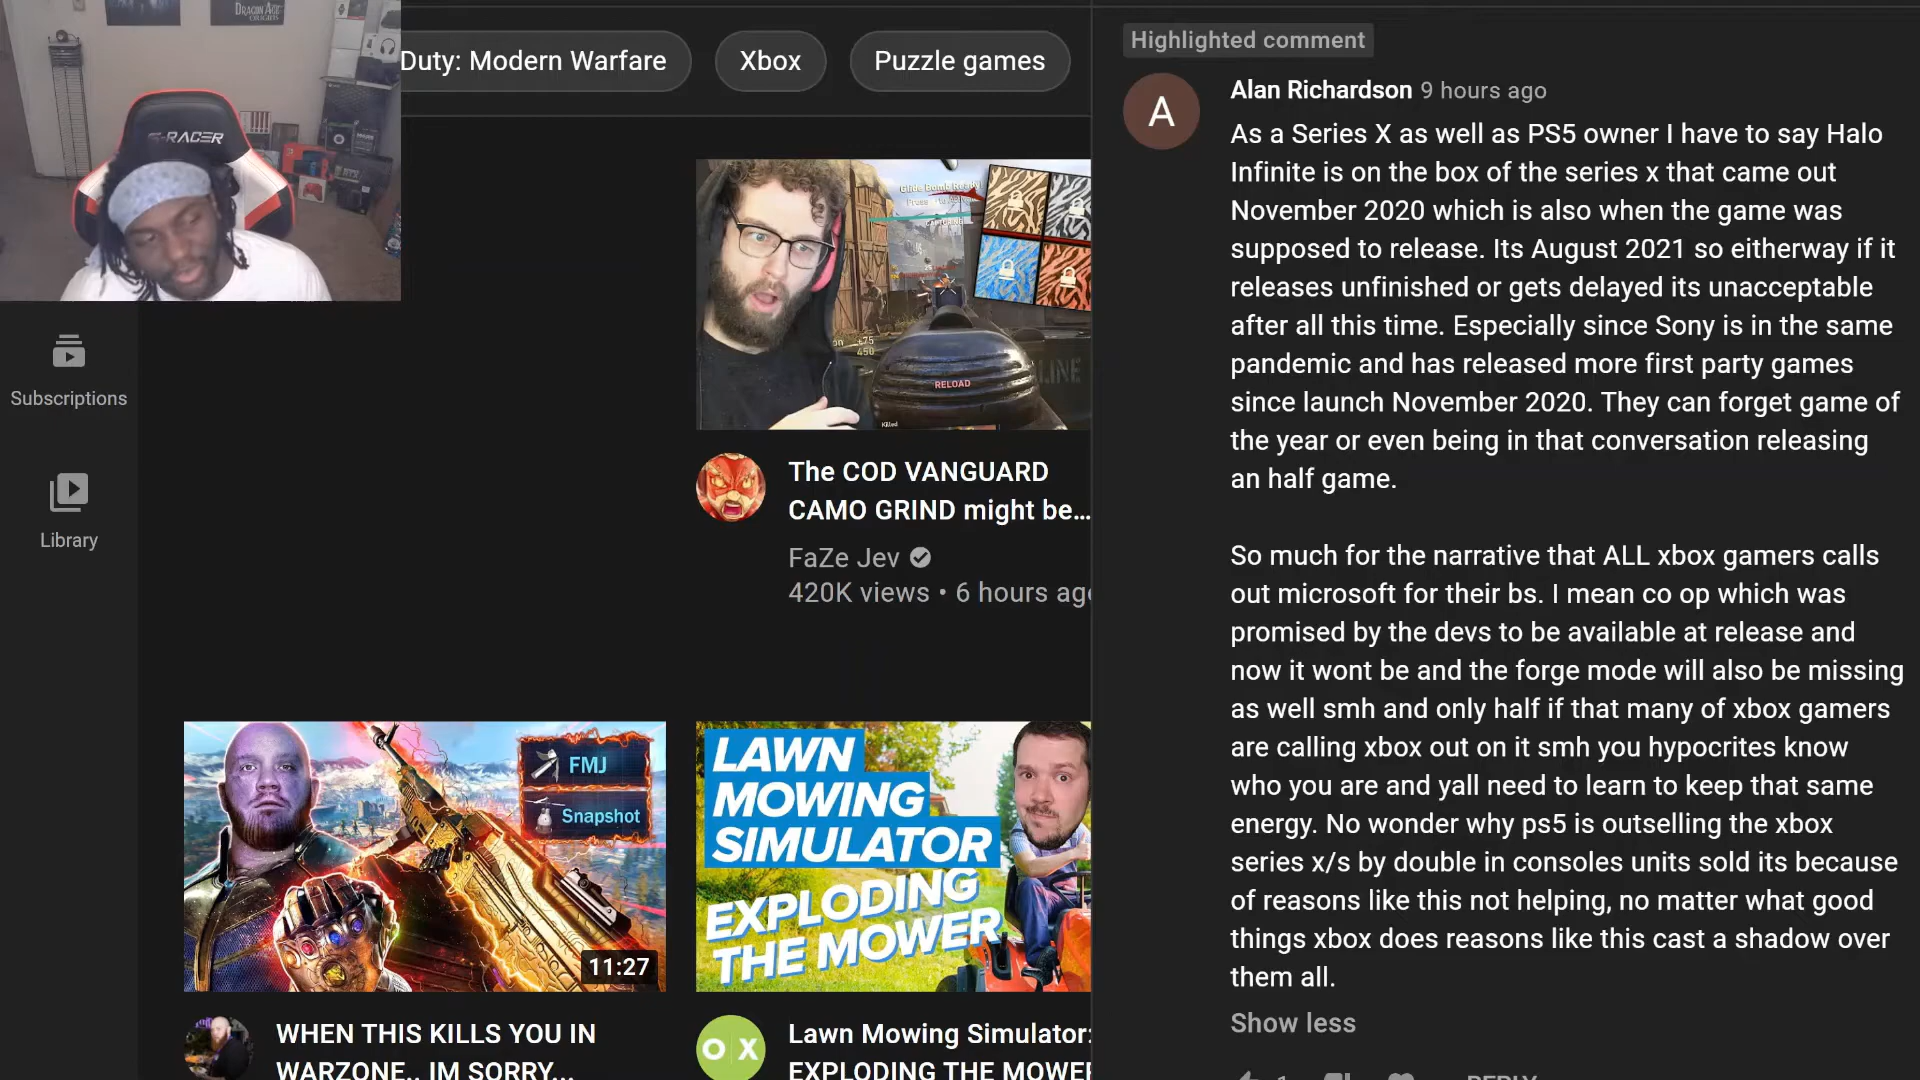 DRAGON AGE
S-RACER
Duty: Modern Warfare
Xbox
Puzzle games
Subscriptions
Library
Glide Bomb Ready!
+75
450
RELOAD
Killed
LINE
The COD VANGUARD
CAMO GRIND might be...
FaZe Jev
420K views • 6 hours ago
FMJ
Snapshot
11:27
WHEN THIS KILLS YOU IN
WARZONE.. IM SORRY...
LAWN
MOWING
SIMULATOR
EXPLODING
THE MOWER
O X
Lawn Mowing Simulator:
EXPLODING THE MOWER
Highlighted comment
A
Alan Richardson 9 hours ago
As a Series X as well as PS5 owner I have to say Halo
Infinite is on the box of the series x that came out
November 2020 which is also when the game was
supposed to release. Its August 2021 so eitherway if it
releases unfinished or gets delayed its unacceptable
after all this time. Especially since Sony is in the same
pandemic and has released more first party games
since launch November 2020. They can forget game of
the year or even being in that conversation releasing
an half game.
So much for the narrative that ALL xbox gamers calls
out microsoft for their bs. I mean co op which was
promised by the devs to be available at release and
now it wont be and the forge mode will also be missing
as well smh and only half if that many of xbox gamers
are calling xbox out on it smh you hypocrites know
who you are and yall need to learn to keep that same
energy. No wonder why ps5 is outselling the xbox
series x/s by double in consoles units sold its because
of reasons like this not helping, no matter what good
things xbox does reasons like this cast a shadow over
them all.
Show less
1
REPLY